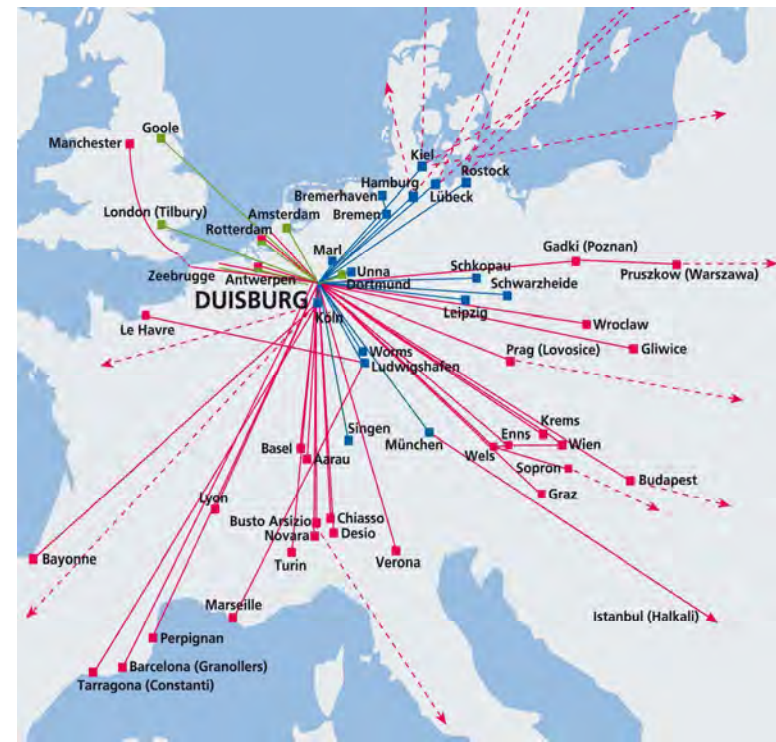 Goole
Manchester
Kiel
Hamburg
Rostock
Bremerhaven
Lübeck
London (Tilbury)
Amsterdam
Bremen
Rotterdam
Marl
Gadki (Poznan)
Zeebrugge
Antwerpen
Unna
Dortmund
Schkopau
Pruszkow (Warszawa)
Schwarzheide
DUISBURG
Leipzig
Köln
Le Havre
Wroclaw
Worms
Prag (Lovosice)
Gliwice
Ludwigshafen
Singen
München
Krems
Enns
Wien
Basel
Aarau
Wels
Sopron
Budapest
Graz
Lyon
Busto Arsizio
Chiasso
Novara
Desio
Bayonne
Turin
Verona
Marseille
Istanbul (Halkali)
Perpignan
Barcelona (Granollers)
Tarragona (Constanti)